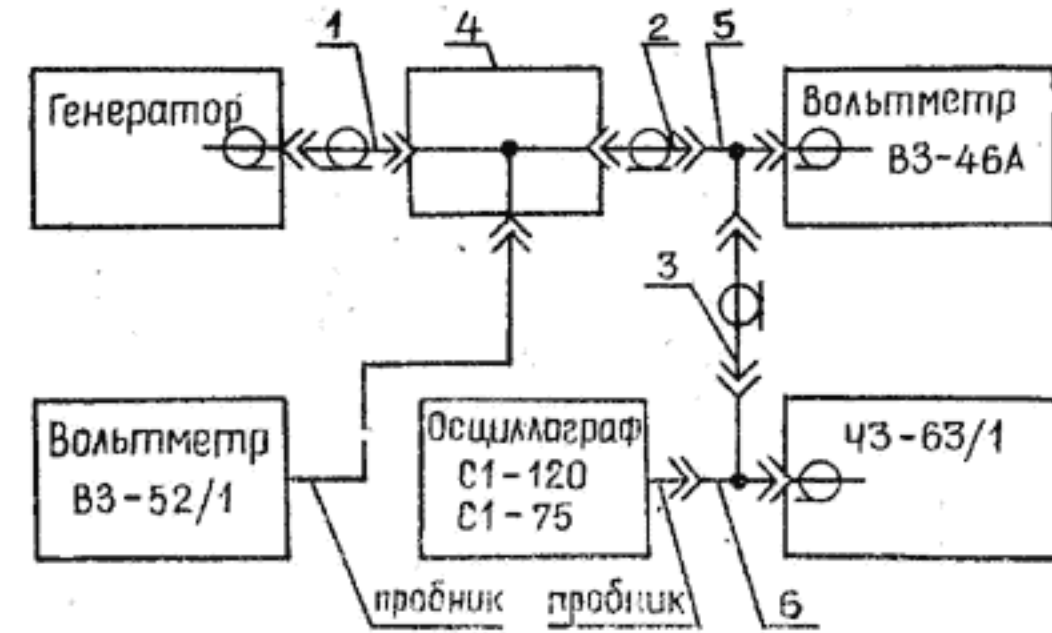 1
4
2
5
Генератор
Вольтметр
В3-46А
3
Вольтметр
В3-52/1
Осциллограф
С1-120
С1-75
Ч3-63/1
пробник
пробник
6